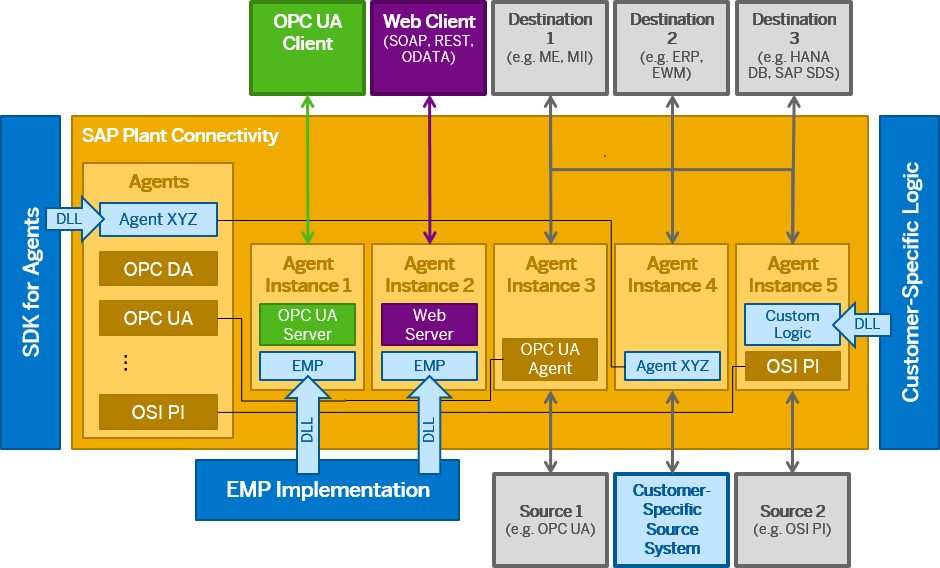 OPC UA
Client
Web Client
(SOAP, REST,
ODATA)
Destination
1
(e.g. ME, MII)
Destination
2
(e.g. ERP,
EWM)
Destination
3
(e.g. HANA
DB, SAP SDS)
SDK for Agents
SAP Plant Connectivity
Customer-Specific Logic
Agents
DLL
Agent XYZ
OPC DA
OPC UA
⋮
OSI PI
Agent
Instance 1
OPC UA
Server
EMP
DLL
Agent
Instance 2
Web
Server
EMP
DLL
Agent
Instance 3
OPC UA
Agent
Agent
Instance 4
Agent XYZ
Agent
Instance 5
Custom
Logic
DLL
OSI PI
EMP Implementation
Source 1
(e.g. OPC UA)
Customer-
Specific
Source
System
Source 2
(e.g. OSI PI)